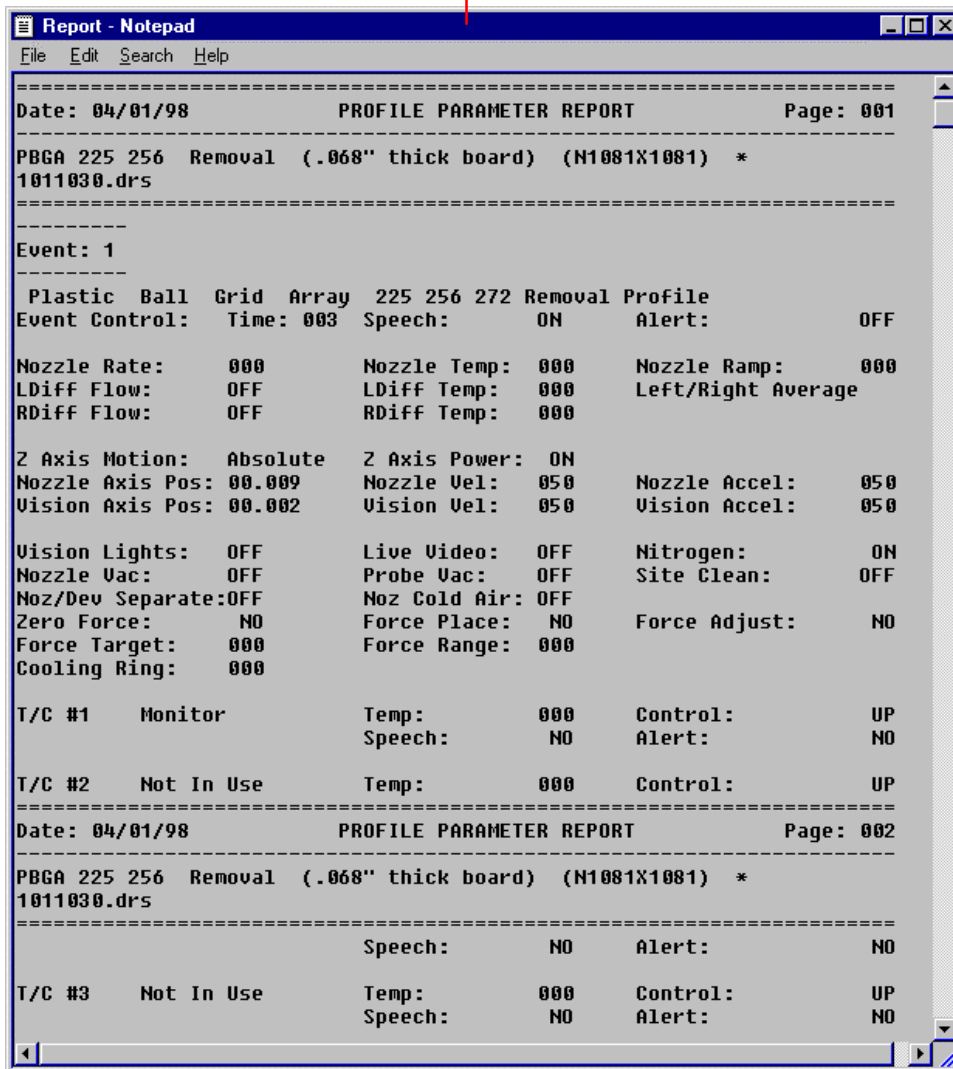 Report - Notepad
File Edit Search Help
=======================================================================
Date: 04/01/98 PROFILE PARAMETER REPORT Page: 001
-----------------------------------------------------------------------
PBGA 225 256 Removal (.068" thick board) (N1081X1081) *
1011030.drs
=======================================================================
---------
Event: 1
---------
Plastic Ball Grid Array 225 256 272 Removal Profile
Event Control: Time: 003 Speech: ON Alert: OFF
Nozzle Rate: 000 Nozzle Temp: 000 Nozzle Ramp: 000
LDiff Flow: OFF LDiff Temp: 000 Left/Right Average
RDiff Flow: OFF RDiff Temp: 000
Z Axis Motion: Absolute Z Axis Power: ON
Nozzle Axis Pos: 00.009 Nozzle Vel: 050 Nozzle Accel: 050
Vision Axis Pos: 00.002 Vision Vel: 050 Vision Accel: 050
Vision Lights: OFF Live Video: OFF Nitrogen: ON
Nozzle Vac: OFF Probe Vac: OFF Site Clean: OFF
Noz/Dev Separate:OFF Noz Cold Air: OFF
Zero Force: NO Force Place: NO Force Adjust: NO
Force Target: 000 Force Range: 000
Cooling Ring: 000
T/C #1 Monitor Temp: 000 Control: UP
Speech: NO Alert: NO
T/C #2 Not In Use Temp: 000 Control: UP
=======================================================================
Date: 04/01/98 PROFILE PARAMETER REPORT Page: 002
-----------------------------------------------------------------------
PBGA 225 256 Removal (.068" thick board) (N1081X1081) *
1011030.drs
=======================================================================
Speech: NO Alert: NO
T/C #3 Not In Use Temp: 000 Control: UP
Speech: NO Alert: NO